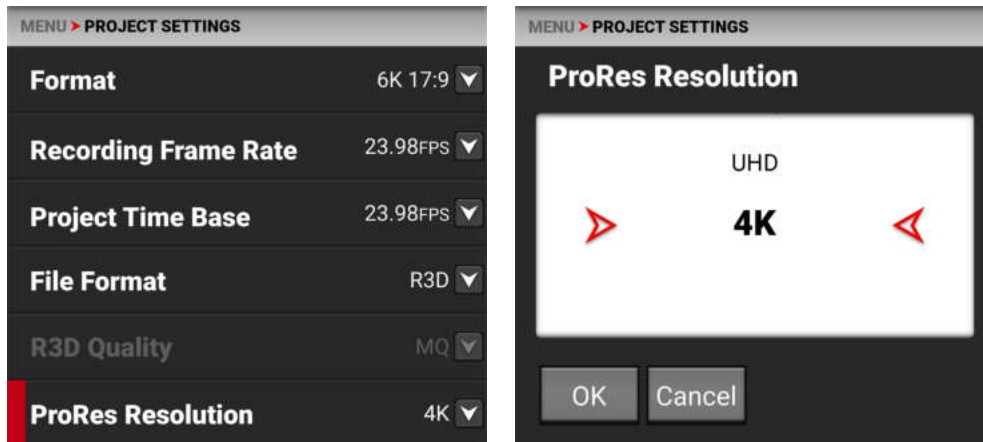 MENU > PROJECT SETTINGS
Format 6K 17:9
Recording Frame Rate 23.98FPS
Project Time Base 23.98FPS
File Format R3D
R3D Quality MQ
ProRes Resolution 4K
MENU > PROJECT SETTINGS
ProRes Resolution
UHD
4K
OK Cancel